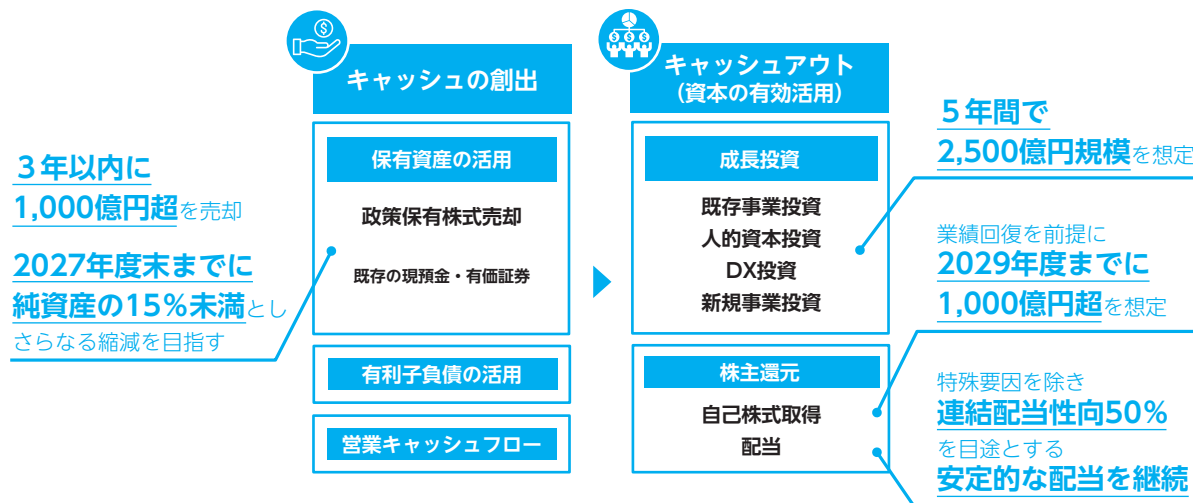 キャッシュの創出
３年以内に
1,000億円超を売却
2027年度末までに
純資産の15%未満とし
さらなる縮減を目指す
保有資産の活用
政策保有株式売却
既存の現預金・有価証券
有利子負債の活用
営業キャッシュフロー
キャッシュアウト
（資本の有効活用）
成長投資
既存事業投資
人的資本投資
DX投資
新規事業投資
株主還元
自己株式取得
配当
５年間で
2,500億円規模を想定
業績回復を前提に
2029年度までに
1,000億円超を想定
特殊要因を除き
連結配当性向50%
を目途とする
安定的な配当を継続